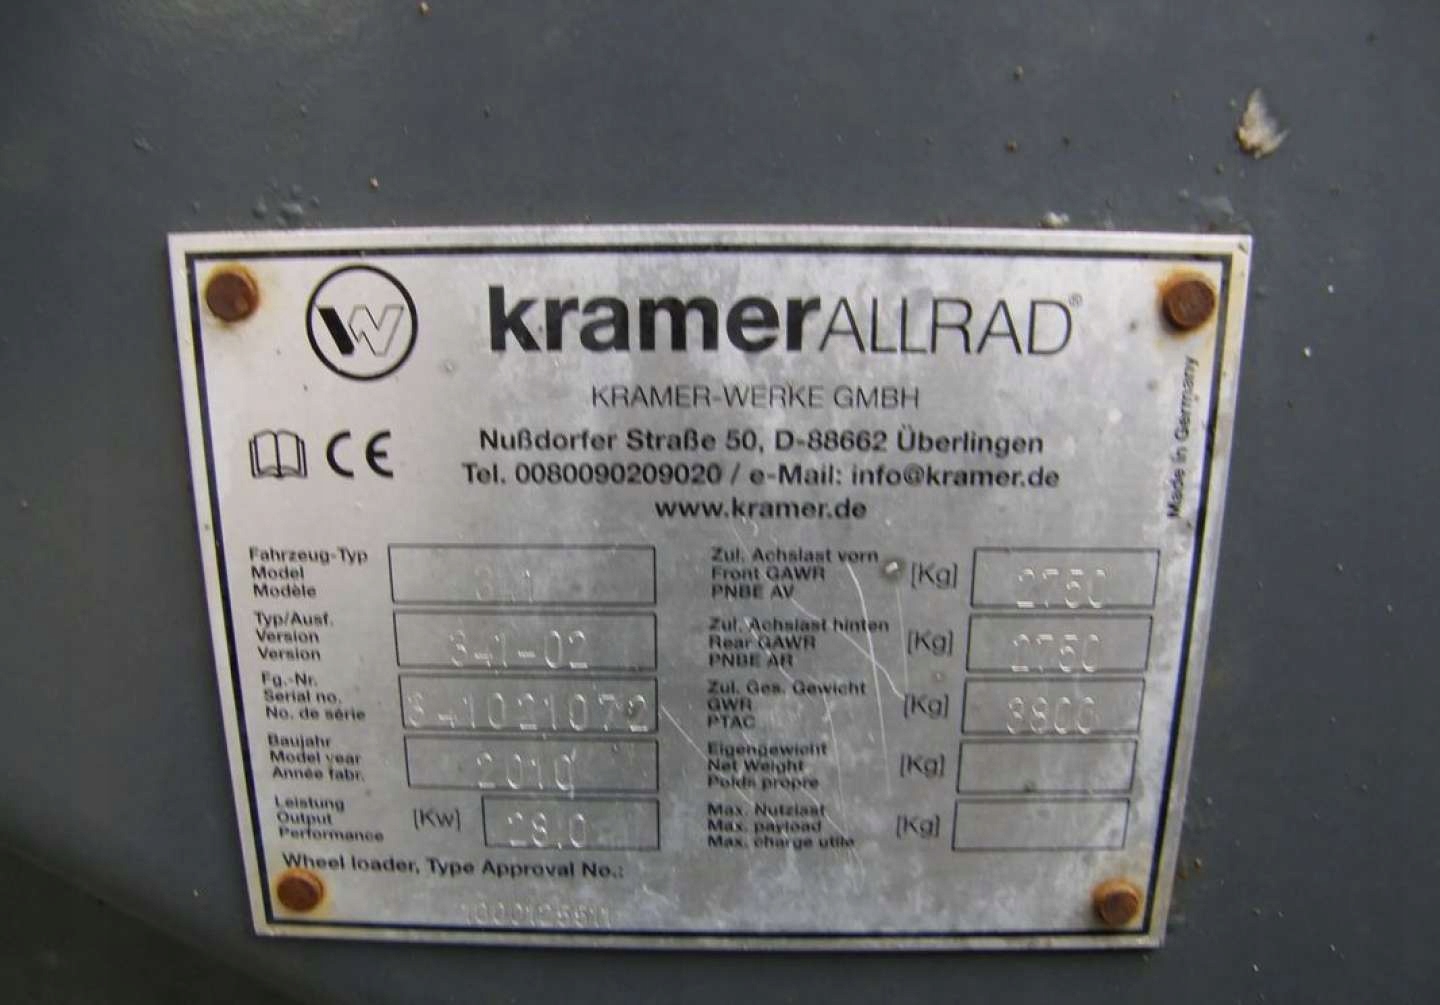 W
kramerALLRAD®
KRAMER-WERKE GMBH
Nußdorfer Straße 50, D-88662 Überlingen
Tel. 0080090209020 / e-Mail: info@kramer.de
www.kramer.de
CE
Made in Germany
Fahrzeug-Typ
Model
Modèle
341
Typ/Ausf.
Version
Version
341-02
Fg.-Nr.
Serial no.
No. de série
341021072
Baujahr
Model year
Année fabr.
2010
Leistung
Output
Performance
[Kw]
28,0
Zul. Achslast vorn
Front GAWR
PNBE AV
[Kg]
2750
Zul. Achslast hinten
Rear GAWR
PNBE AR
[Kg]
2750
Zul. Ges. Gewicht
GWR
PTAC
[Kg]
3800
Eigengewicht
Net Weight
Poids propre
[Kg]
Max. Nutzlast
Max. payload
Max. charge utile
[Kg]
Wheel loader, Type Approval No.: